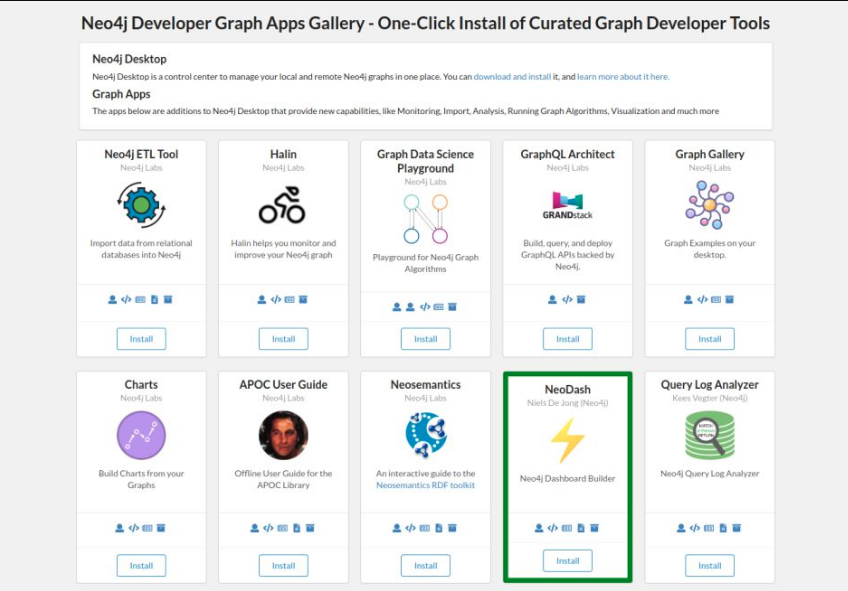 Neo4j Developer Graph Apps Gallery - One-Click Install of Curated Graph Developer Tools
Neo4j Desktop
Neo4j Desktop is a control center to manage your local and remote Neo4j graphs in one place. You can download and install it, and learn more about it here.
Graph Apps
The apps below are additions to Neo4j Desktop that provide new capabilities, like Monitoring, Import, Analysis, Running Graph Algorithms, Visualization and much more
Neo4j ETL Tool
Neo4j Labs
Import data from relational
databases into Neo4j
Install
Halin
Neo4j Labs
Halin helps you monitor and
improve your Neo4j graph
Install
Graph Data Science
Playground
Neo4j Labs
Playground for Neo4j Graph
Algorithms
Install
GraphQL Architect
Neo4j Labs
GRANDstack
Build, query, and deploy
GraphQL APIs backed by
Neo4j.
Install
Graph Gallery
Neo4j Labs
Graph Examples on your
desktop.
Install
Charts
Neo4j Labs
Build Charts from your
Graphs
Install
APOC User Guide
Neo4j Labs
Offline User Guide for the
APOC Library
Install
Neosemantics
Neo4j Labs
An interactive guide to the
Neosemantics RDF toolkit
Install
NeoDash
Niels De Jong (Neo4j)
Neo4j Dashboard Builder
Install
Query Log Analyzer
Kees Vegter (Neo4j)
MATCH
RETURN
Neo4j Query Log Analyzer
Install